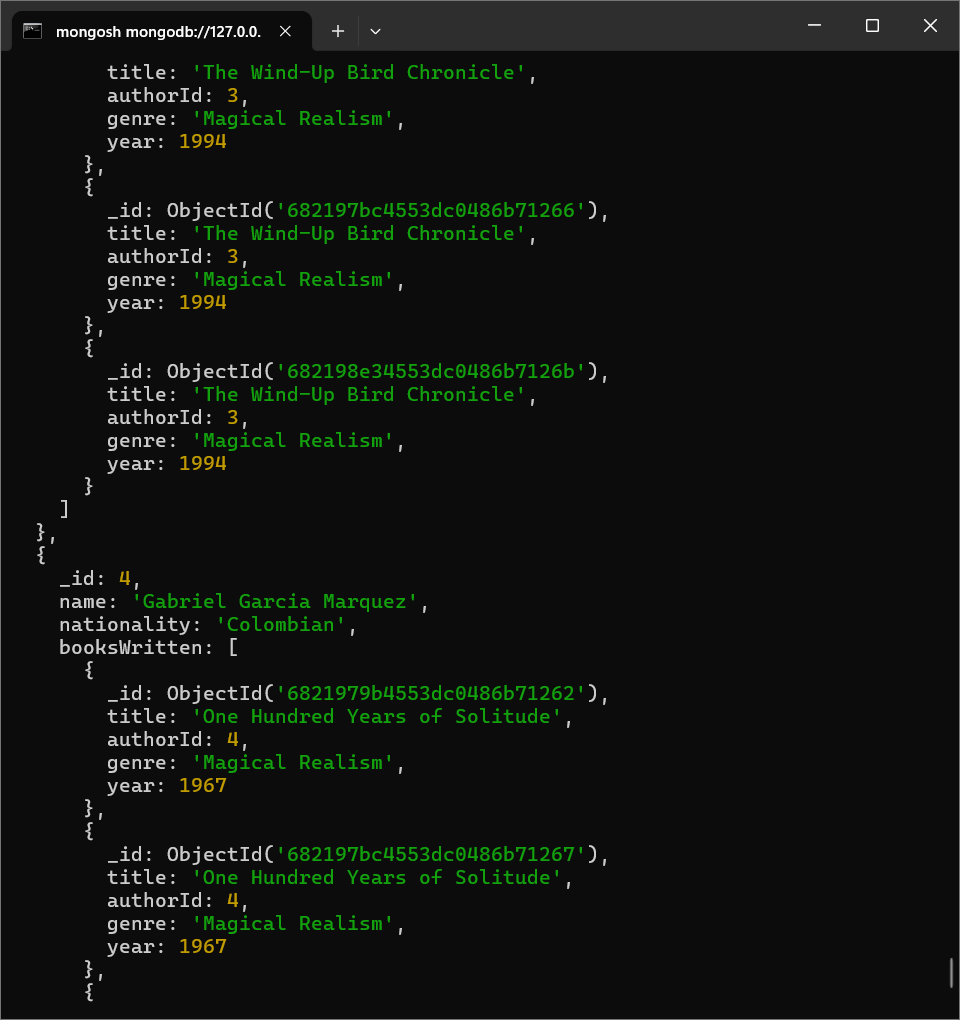 mongosh mongodb://127.0.0.
title: 'The Wind-Up Bird Chronicle',
authorId: 3,
genre: 'Magical Realism',
year: 1994
},
{
_id: ObjectId('682197bc4553dc0486b71266'),
title: 'The Wind-Up Bird Chronicle',
authorId: 3,
genre: 'Magical Realism',
year: 1994
},
{
_id: ObjectId('682198e34553dc0486b7126b'),
title: 'The Wind-Up Bird Chronicle',
authorId: 3,
genre: 'Magical Realism',
year: 1994
}
]
},
{
_id: 4,
name: 'Gabriel Garcia Marquez',
nationality: 'Colombian',
booksWritten: [
{
_id: ObjectId('6821979b4553dc0486b71262'),
title: 'One Hundred Years of Solitude',
authorId: 4,
genre: 'Magical Realism',
year: 1967
},
{
_id: ObjectId('682197bc4553dc0486b71267'),
title: 'One Hundred Years of Solitude',
authorId: 4,
genre: 'Magical Realism',
year: 1967
},
{